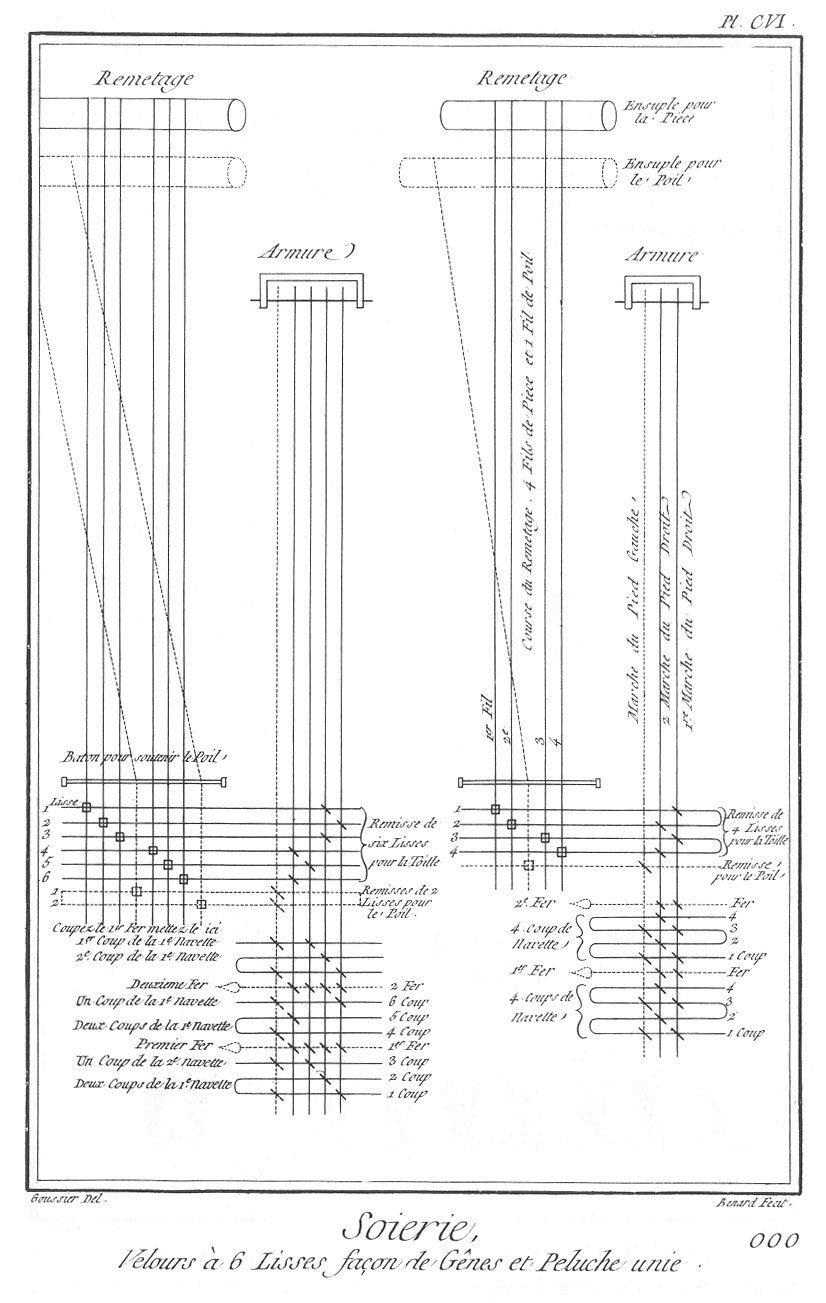 Pl. CVI.
Remetage
Remetage
Ensuple pour
la Piece
Ensuple pour
le Poil
Armure
Armure
Course du Remetage. 4 Fils de Piece et 1 Fil de Poil
Marche du Pied Gauche
2 Marche du Pied Droit
1re Marche du Pied Droit
1er Fil
2e
3
4
Baton pour soutenir le Poil
Lisse
1
2
3
4
5
6
1
2
Remisse de
six Lisses
pour la Toille
Remisses de 2
Lisses pour
le Poil.
1
2
3
4
Remisse de
4 Lisses
pour la Toille
Remisse
pour le Poil
Coupez le 1er Fer mettez le ici
1er Coup de la 1e Navette
2e Coup de la 1e Navette
Deuxieme Fer
2 Fer
Un Coup de la 1e Navette
6 Coup
5 Coup
Deux Coups de la 1e Navette
4 Coup
Premier Fer
1er Fer
Un Coup de la 2e Navette
3 Coup
2 Coup
Deux Coups de la 1e Navette
1 Coup
2e Fer
Fer
4 Coup de
Navette
4
3
2
1 Coup
1er Fer
Fer
4 Coups de
Navette
4
3
2
1 Coup
Goussier Del.
Benard Fecit.
Soierie,
000
Velours à 6 Lisses façon de Gênes et Peluche unie.